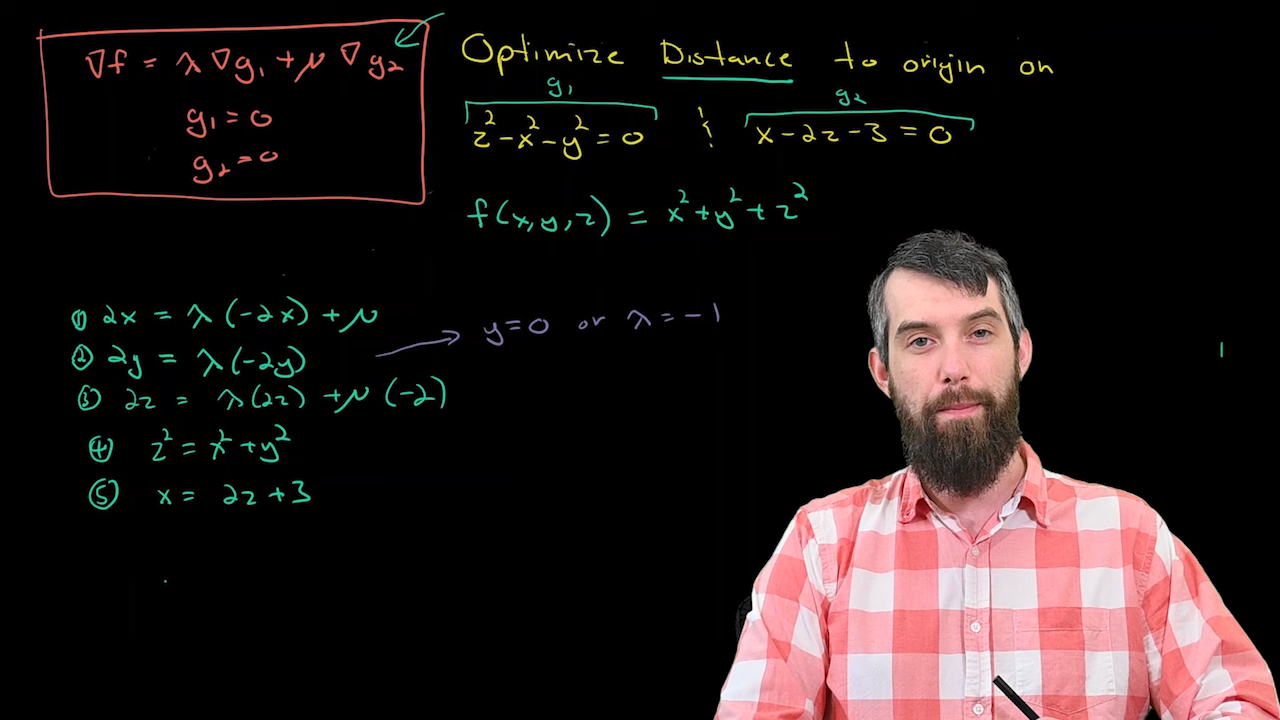 ∇f = λ∇g₁ + μ∇g₂
g₁ = 0
g₂ = 0
Optimize Distance to origin on
g₁ g₂
z² - x² - y² = 0 & x - 2z - 3 = 0
f(x,y,z) = x² + y² + z²
① 2x = λ(-2x) + μ
② 2y = λ(-2y)
→ y = 0 or λ = -1
③ 2z = λ(2z) + μ(-2)
④ z² = x² + y²
⑤ x = 2z + 3